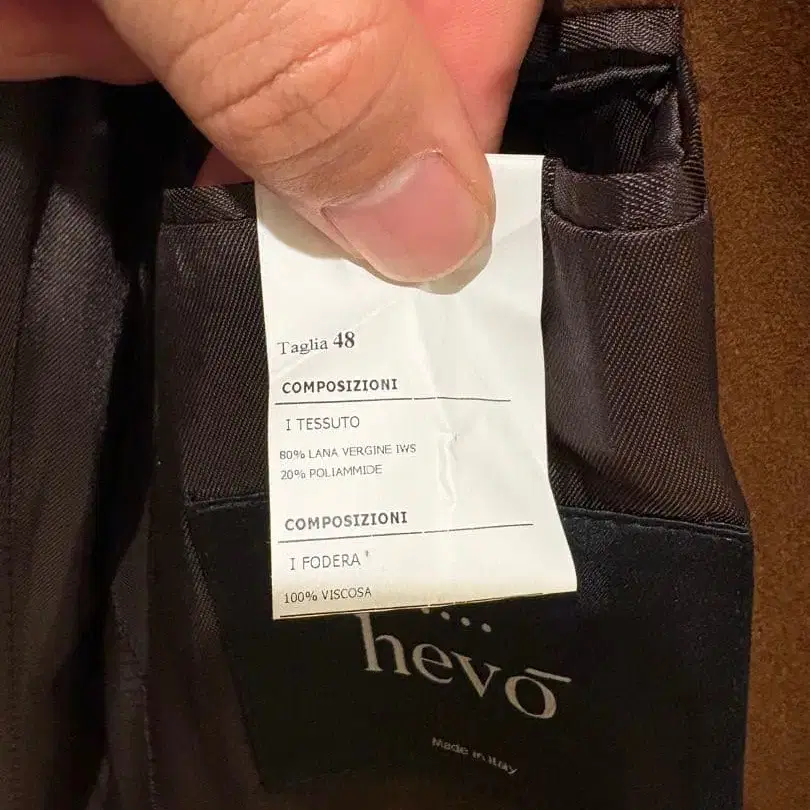 Taglia 48
COMPOSIZIONI
I TESSUTO
80% LANA VERGINE IWS
20% POLIAMMIDE
COMPOSIZIONI
I FODERA
100% VISCOSA
hevō
Made in Italy